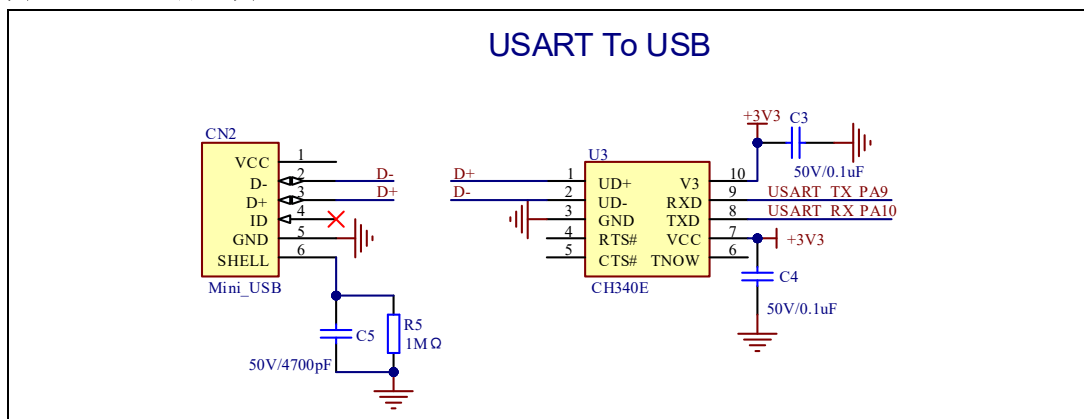 USART To USB
CN2
VCC 1
D- 2
D+ 3
ID 4
GND 5
SHELL 6
Mini_USB
D-
D+
C5
50V/4700pF
R5
1MΩ
D+
D-
U3
1 UD+
2 UD-
3 GND
4 RTS#
5 CTS#
V3 10
RXD 9
TXD 8
VCC 7
TNOW 6
CH340E
+3V3
C3
50V/0.1uF
USART_TX_PA9
USART_RX_PA10
+3V3
C4
50V/0.1uF